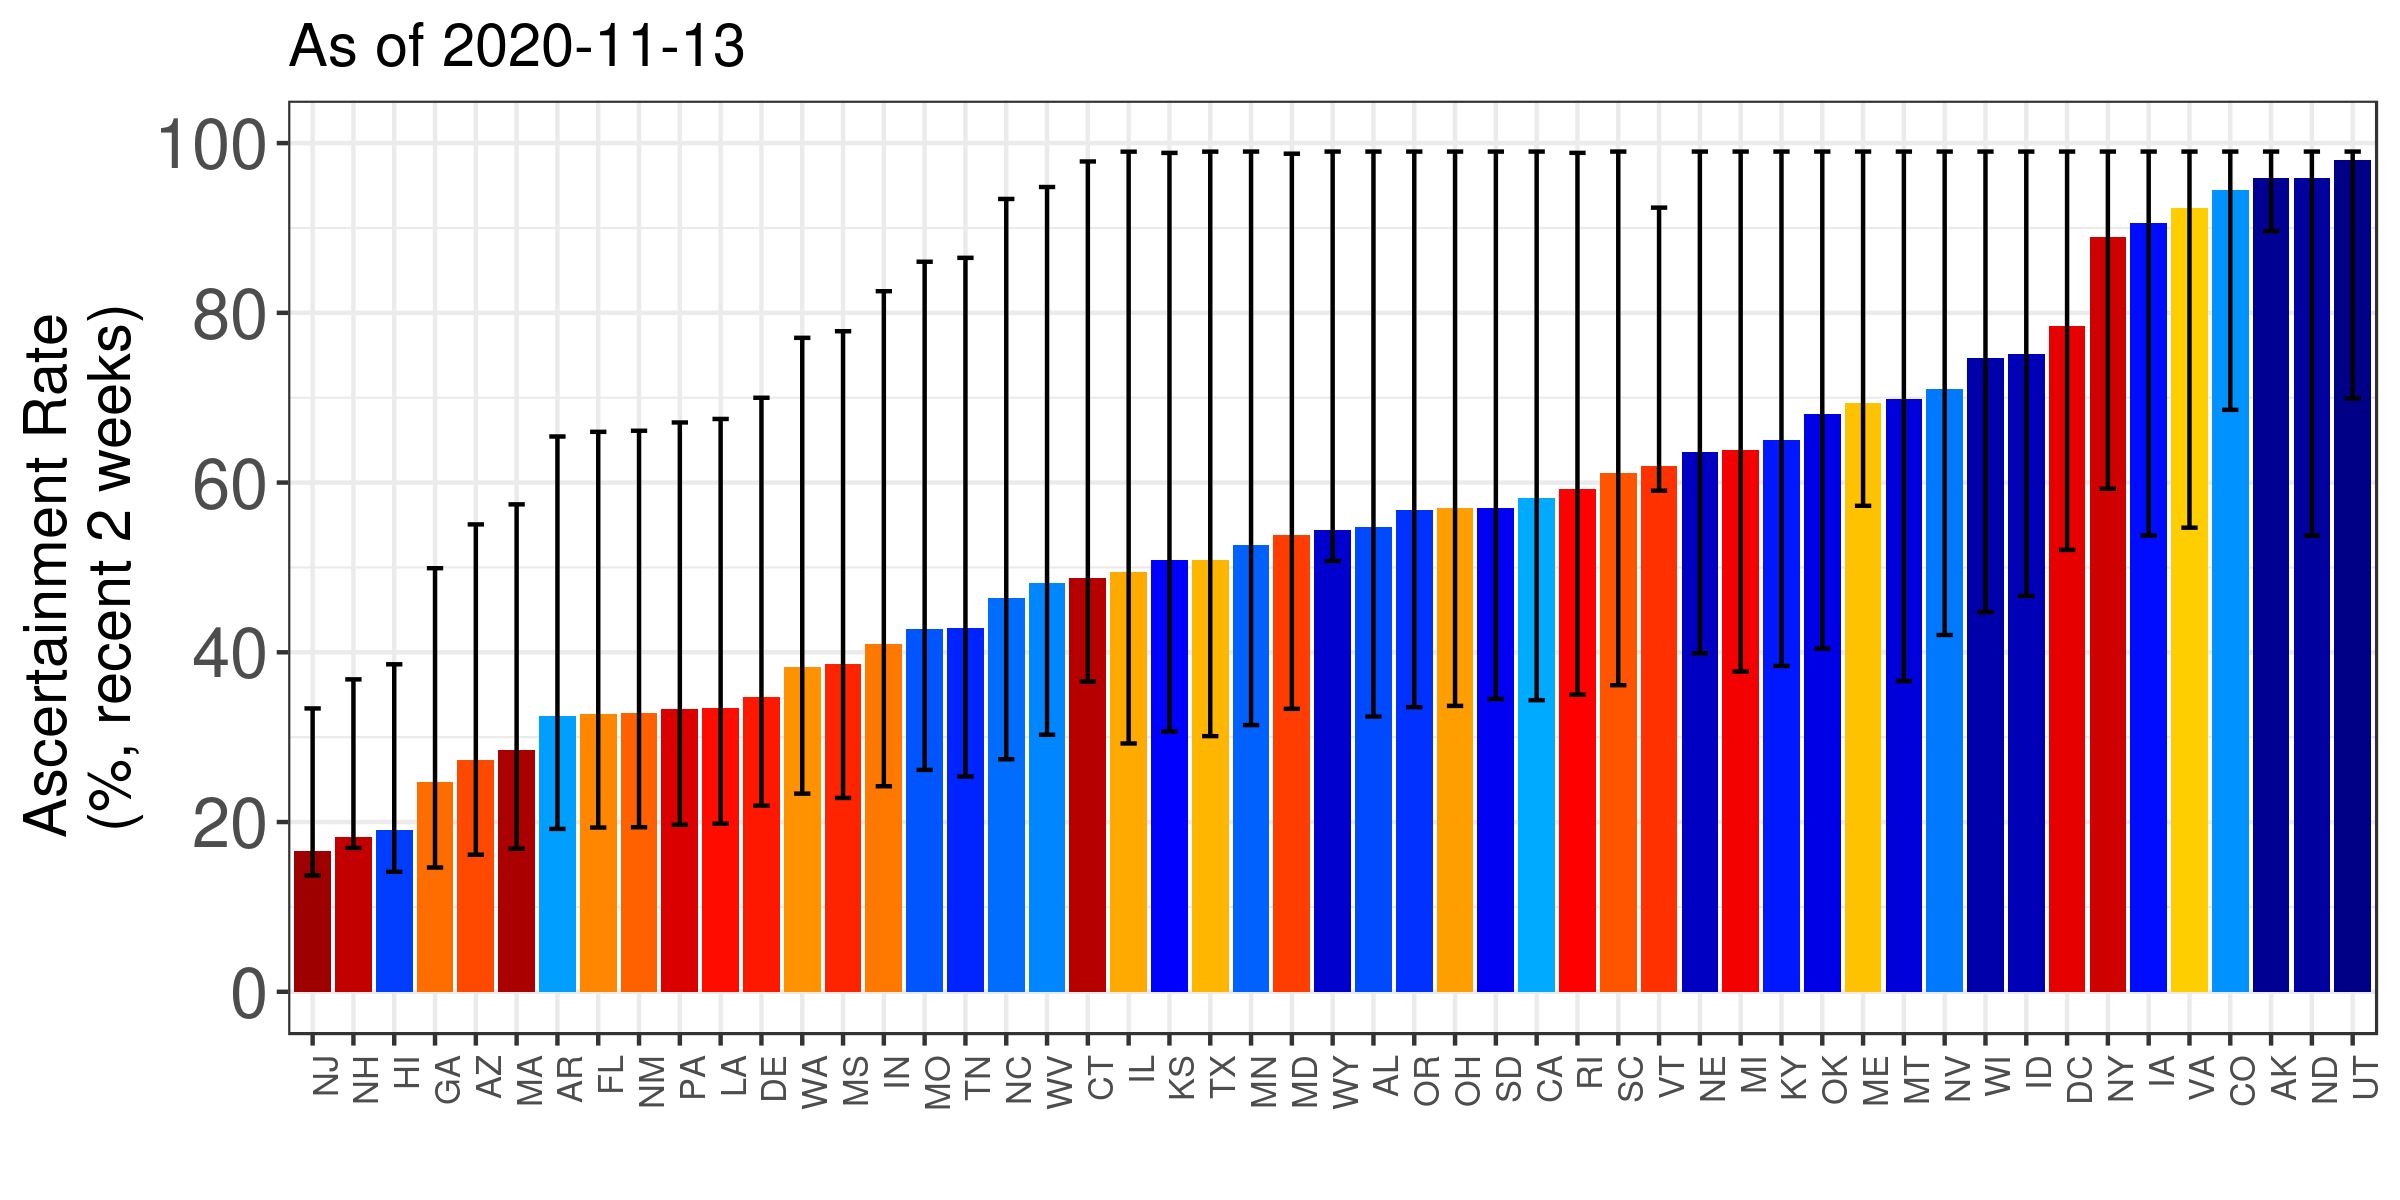 As of 2020-11-13
Ascertainment Rate
(%, recent 2 weeks)
100
80
60
40
20
0
NJ NH HI GA AZ MA AR FL NM PA LA DE WA MS IN MO TN NC WV CT IL KS TX MN MD WY AL OR OH SD CA RI SC VT NE MI KY OK ME MT NV WI ID DC NY IA VA CO AK ND UT